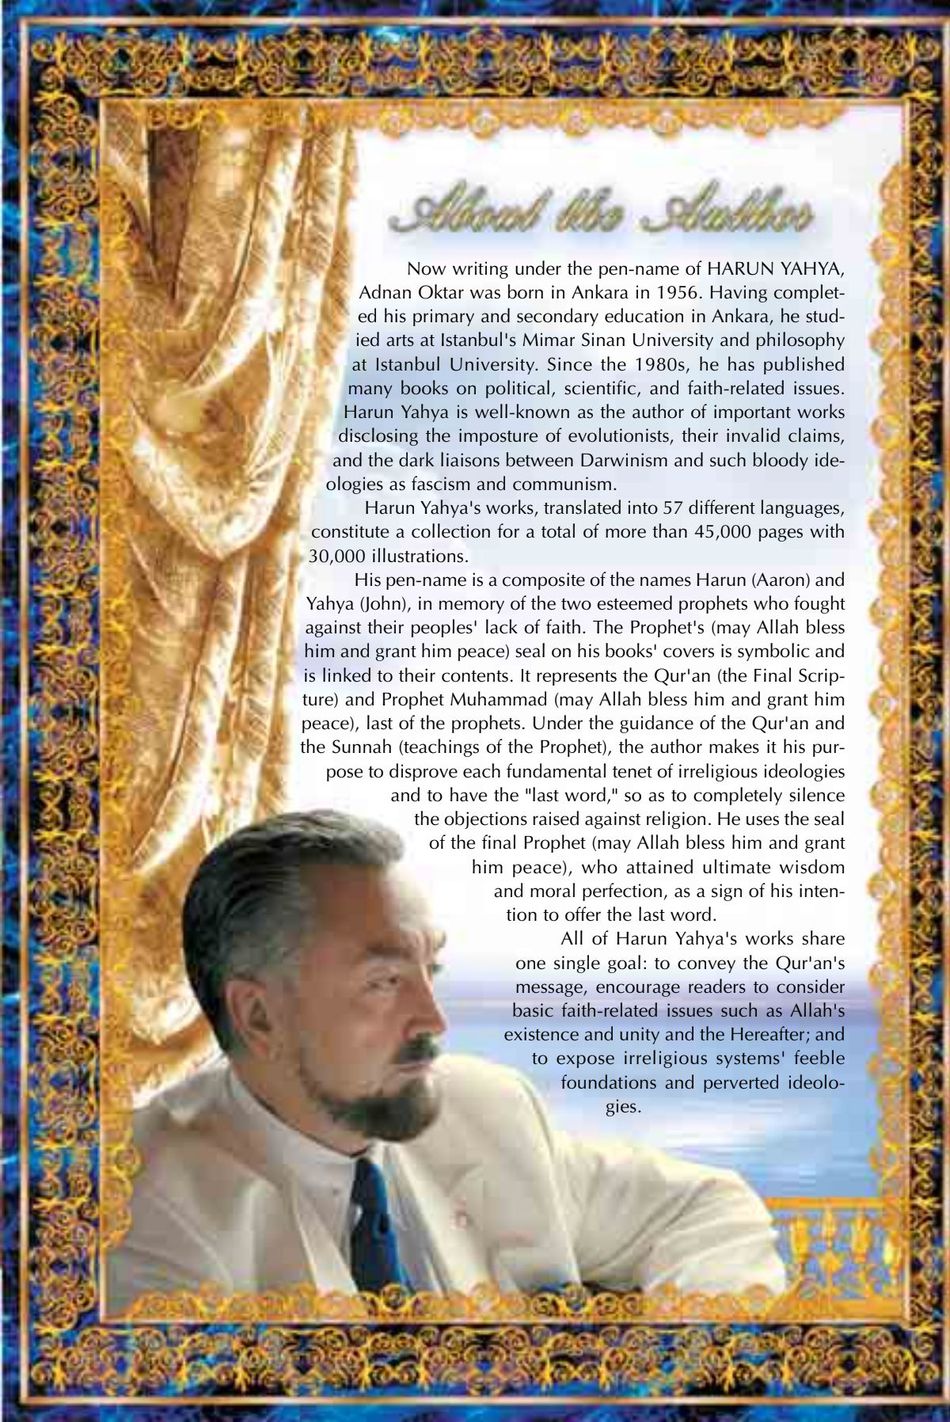 About the Author
Now writing under the pen-name of HARUN YAHYA,
Adnan Oktar was born in Ankara in 1956. Having complet-
ed his primary and secondary education in Ankara, he stud-
ied arts at Istanbul's Mimar Sinan University and philosophy
at Istanbul University. Since the 1980s, he has published
many books on political, scientific, and faith-related issues.
Harun Yahya is well-known as the author of important works
disclosing the imposture of evolutionists, their invalid claims,
and the dark liaisons between Darwinism and such bloody ide-
ologies as fascism and communism.
Harun Yahya's works, translated into 57 different languages,
constitute a collection for a total of more than 45,000 pages with
30,000 illustrations.
His pen-name is a composite of the names Harun (Aaron) and
Yahya (John), in memory of the two esteemed prophets who fought
against their peoples' lack of faith. The Prophet's (may Allah bless
him and grant him peace) seal on his books' covers is symbolic and
is linked to their contents. It represents the Qur'an (the Final Scrip-
ture) and Prophet Muhammad (may Allah bless him and grant him
peace), last of the prophets. Under the guidance of the Qur'an and
the Sunnah (teachings of the Prophet), the author makes it his pur-
pose to disprove each fundamental tenet of irreligious ideologies
and to have the "last word," so as to completely silence
the objections raised against religion. He uses the seal
of the final Prophet (may Allah bless him and grant
him peace), who attained ultimate wisdom
and moral perfection, as a sign of his inten-
tion to offer the last word.
All of Harun Yahya's works share
one single goal: to convey the Qur'an's
message, encourage readers to consider
basic faith-related issues such as Allah's
existence and unity and the Hereafter; and
to expose irreligious systems' feeble
foundations and perverted ideolo-
gies.